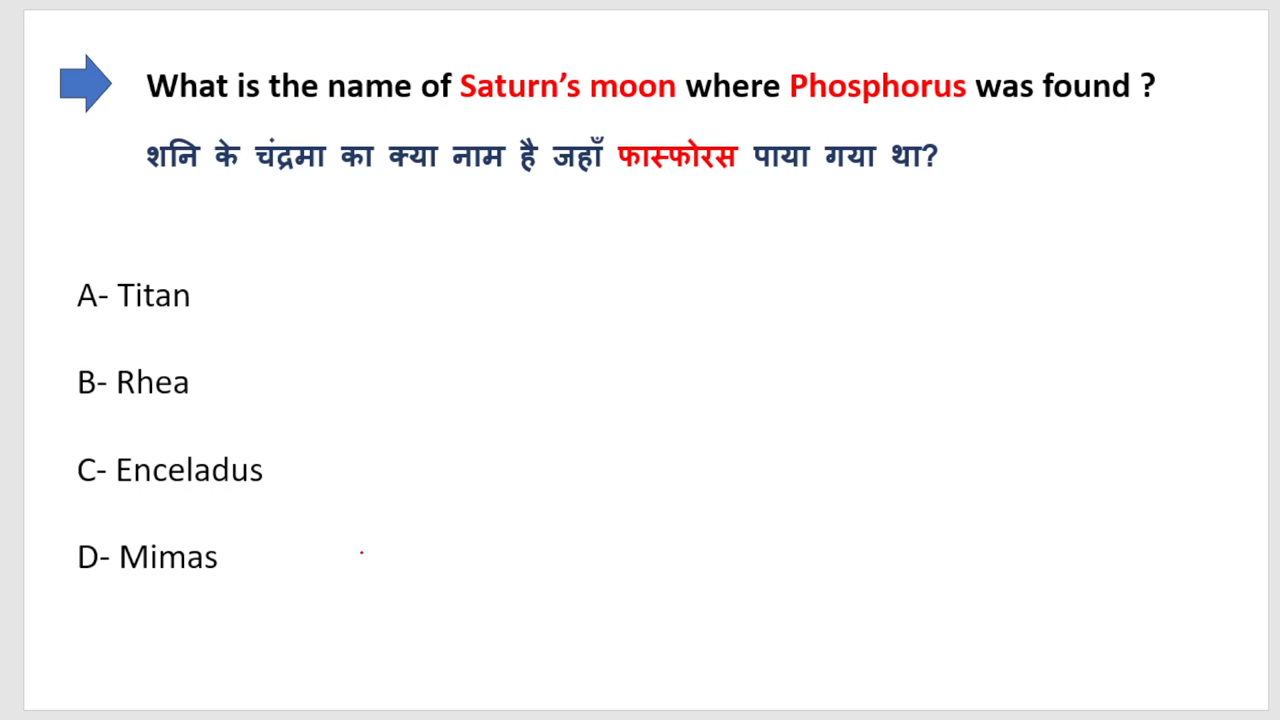 What is the name of Saturn’s moon where Phosphorus was found ?
शनि के चंद्रमा का क्या नाम है जहाँ फास्फोरस पाया गया था?
A- Titan
B- Rhea
C- Enceladus
D- Mimas